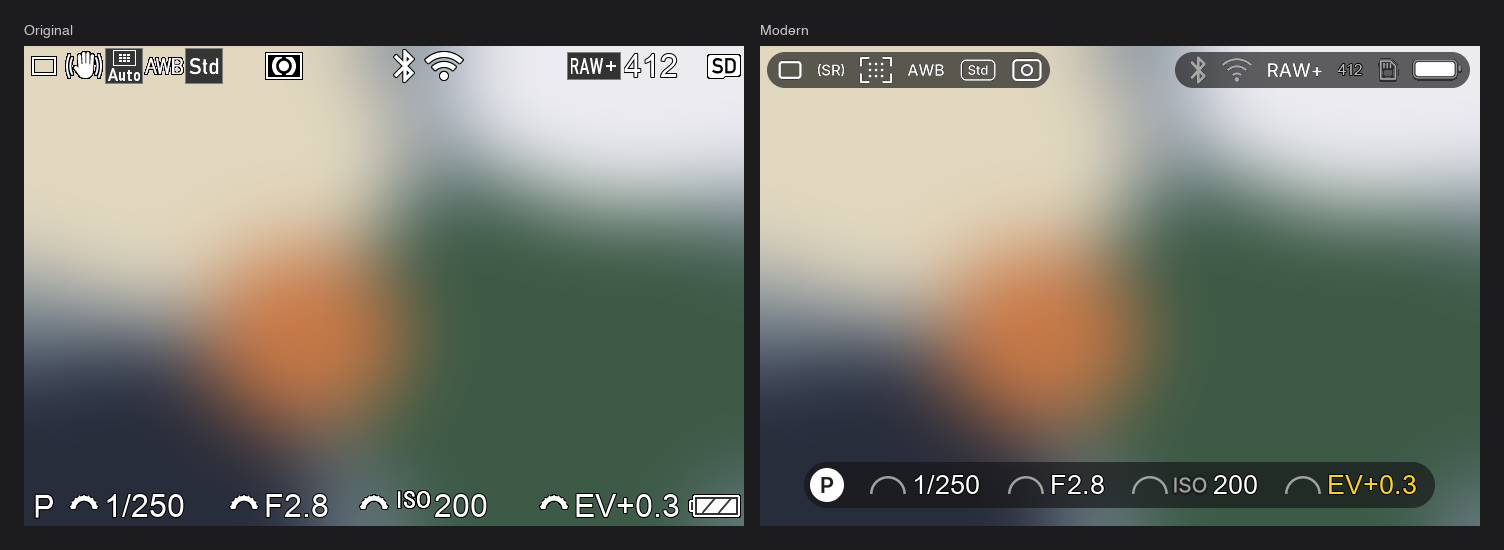 Original
Auto AWB Std RAW+ 412 SD
P 1/250 F2.8 ISO 200 EV+0.3
Modern
(SR) AWB Std RAW+ 412
P 1/250 F2.8 ISO 200 EV+0.3